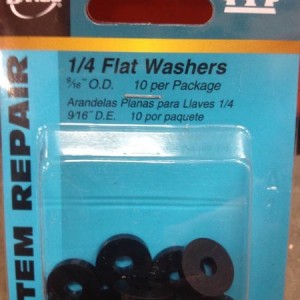 1/4 Flat Washers
9/16" O.D. 10 per Package
Arandelas Planas para Llaves 1/4
9/16" D.E. 10 por paquete
TEM REPAIR